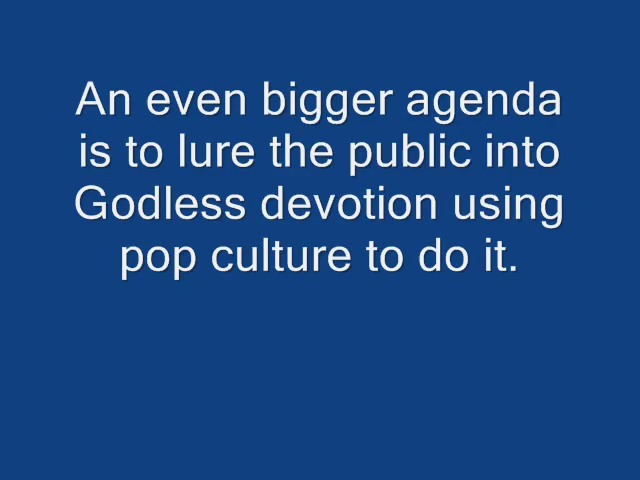 An even bigger agenda
is to lure the public into
Godless devotion using
pop culture to do it.